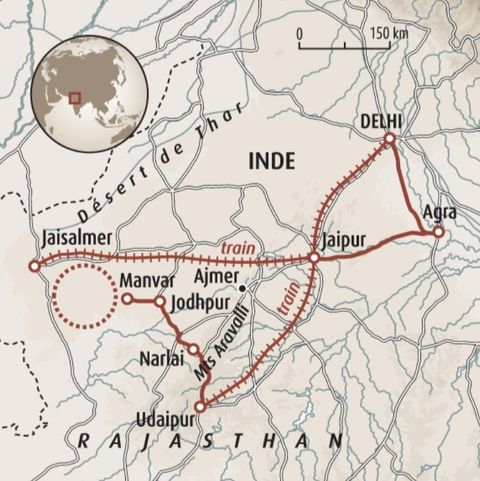 0 150 km
DELHI
Désert de Thar
INDE
Agra
Jaisalmer
train
Jaipur
Manvar
Ajmer
Jodhpur
train
Mts Aravalli
Narlai
Udaipur
RAJASTHAN